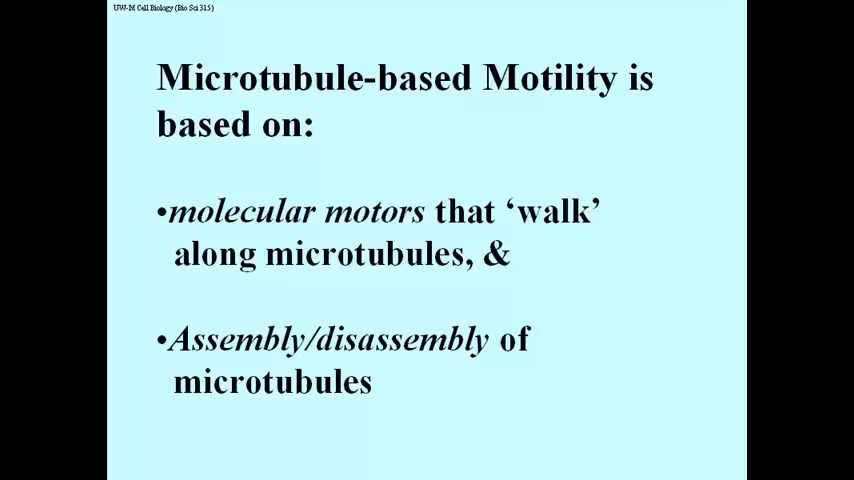 UW-M Cell Biology (Bio Sci 315)
Microtubule-based Motility is
based on:
•molecular motors that ‘walk’
along microtubules, &
•Assembly/disassembly of
microtubules